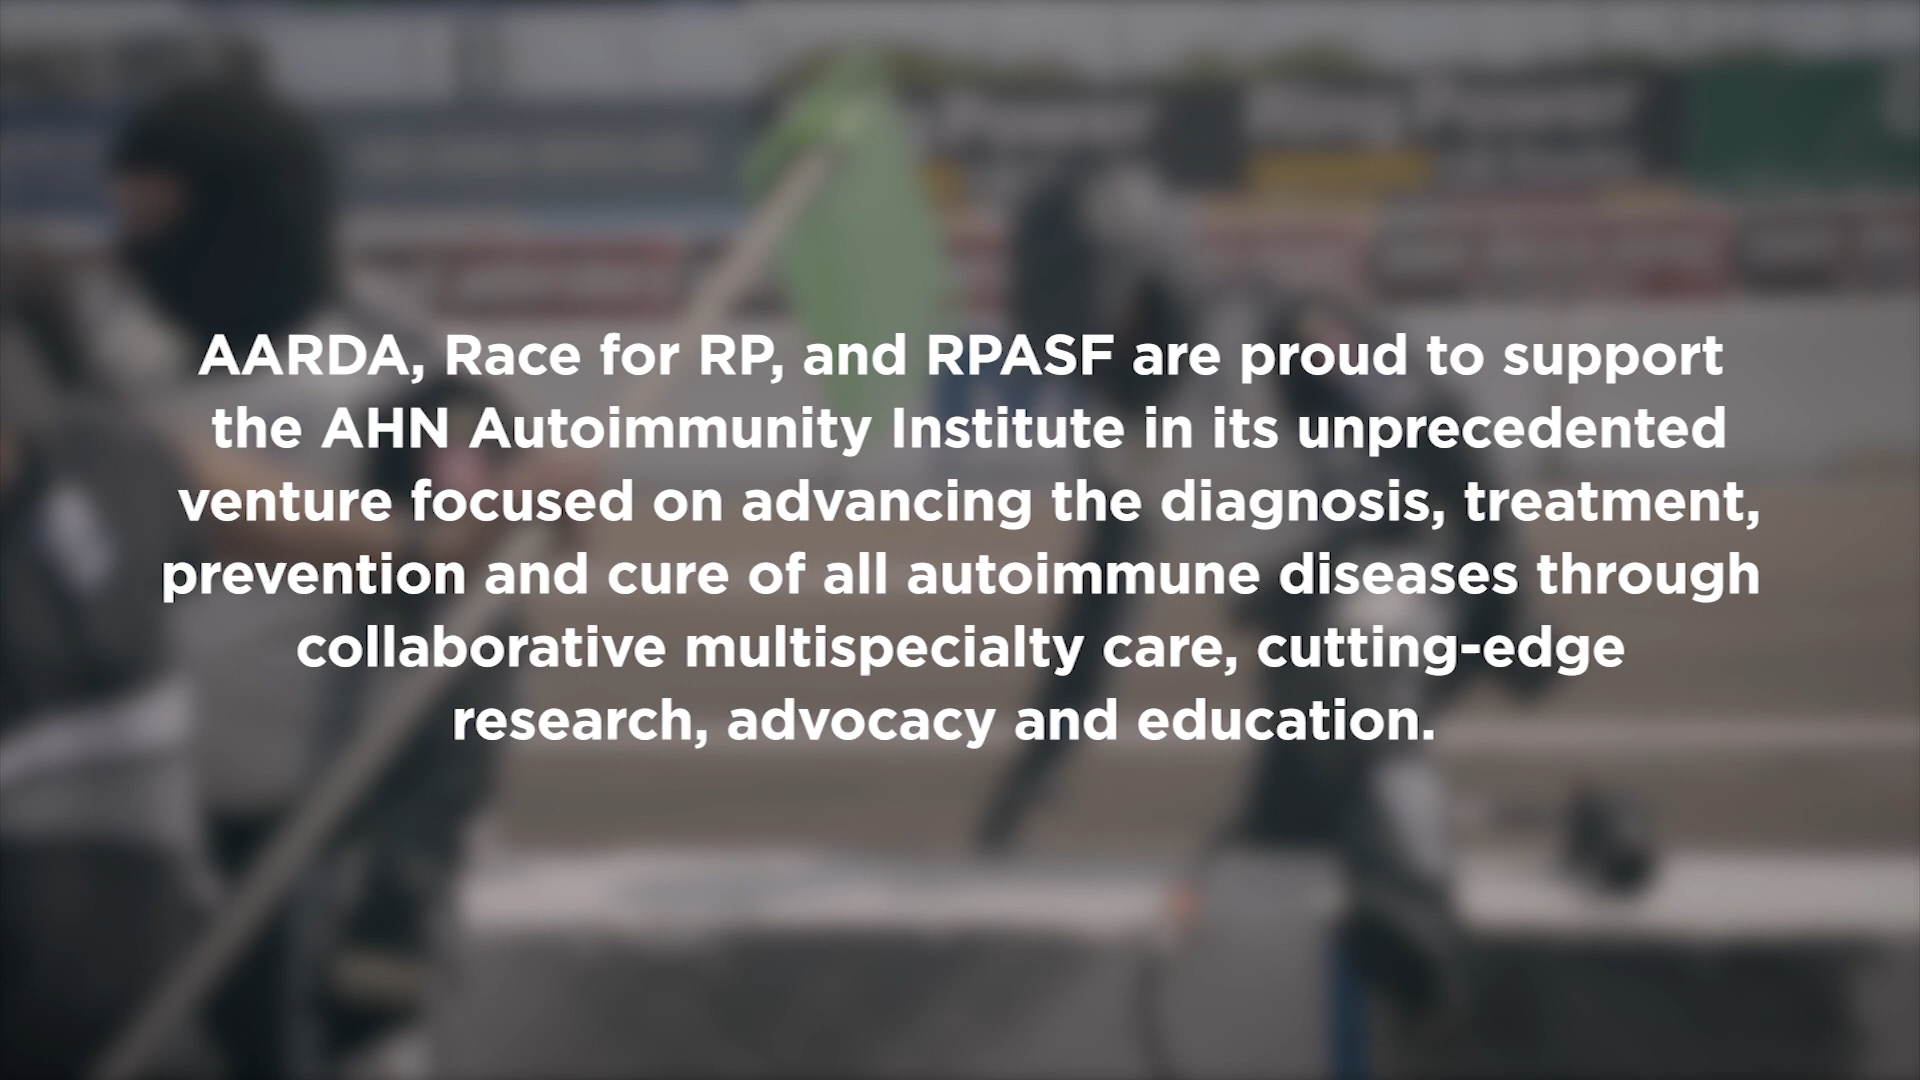 AARDA, Race for RP, and RPASF are proud to support
the AHN Autoimmunity Institute in its unprecedented
venture focused on advancing the diagnosis, treatment,
prevention and cure of all autoimmune diseases through
collaborative multispecialty care, cutting-edge
research, advocacy and education.